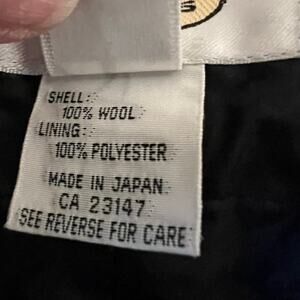 SHELL:
100% WOOL
LINING:
100% POLYESTER
MADE IN JAPAN
CA 23147
SEE REVERSE FOR CARE